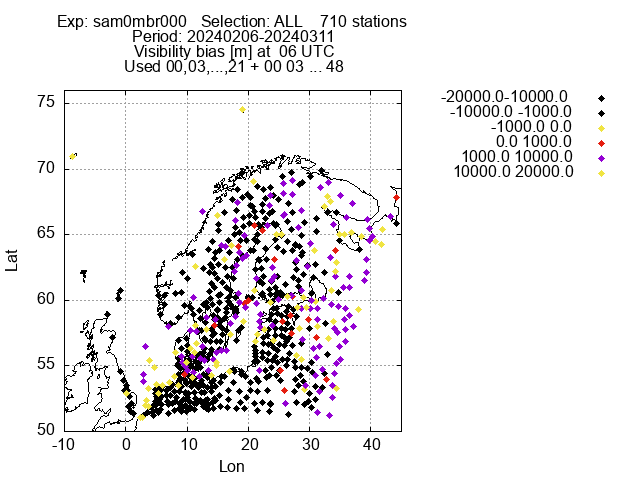 Exp: sam0mbr000 Selection: ALL 710 stations
Period: 20240206-20240311
Visibility bias [m] at 06 UTC
Used 00,03,...,21 + 00 03 ... 48
-20000.0-10000.0
-10000.0 -1000.0
-1000.0 0.0
0.0 1000.0
1000.0 10000.0
10000.0 20000.0
75
70
65
60
55
50
Lat
-10 0 10 20 30 40
Lon